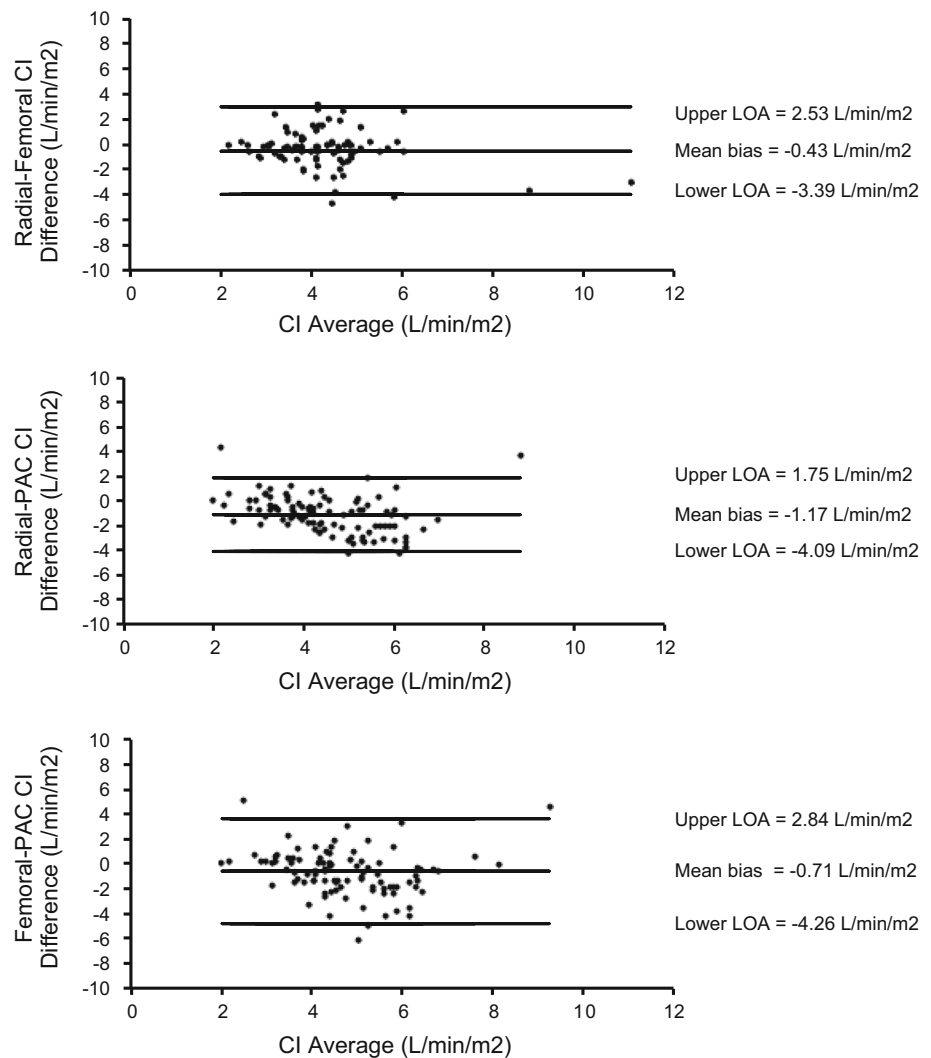 Radial-Femoral CI
Difference (L/min/m2)
10
8
6
4
2
0
-2
-4
-6
-8
-10
0 2 4 6 8 10 12
CI Average (L/min/m2)
Upper LOA = 2.53 L/min/m2
Mean bias = -0.43 L/min/m2
Lower LOA = -3.39 L/min/m2
Radial-PAC CI
Difference (L/min/m2)
10
8
6
4
2
0
-2
-4
-6
-8
-10
0 2 4 6 8 10 12
CI Average (L/min/m2)
Upper LOA = 1.75 L/min/m2
Mean bias = -1.17 L/min/m2
Lower LOA = -4.09 L/min/m2
Femoral-PAC CI
Difference (L/min/m2)
10
8
6
4
2
0
-2
-4
-6
-8
-10
0 2 4 6 8 10 12
CI Average (L/min/m2)
Upper LOA = 2.84 L/min/m2
Mean bias = -0.71 L/min/m2
Lower LOA = -4.26 L/min/m2